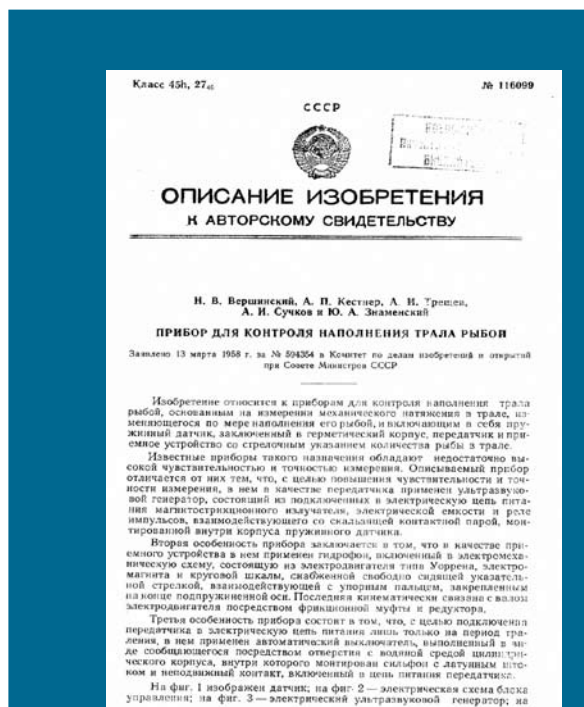 Класс 45h, 27₄₅
№ 116099
СССР
ОПИСАНИЕ ИЗОБРЕТЕНИЯ
К АВТОРСКОМУ СВИДЕТЕЛЬСТВУ
Н. В. Вершинский, А. П. Кестнер, А. И. Трещев,
А. И. Сучков и Ю. А. Знаменский
ПРИБОР ДЛЯ КОНТРОЛЯ НАПОЛНЕНИЯ ТРАЛА РЫБОЙ
Заявлено 13 марта 1958 г. за № 594354 в Комитет по делам изобретений и открытий
при Совете Министров СССР
Изобретение относится к приборам для контроля наполнения трала
рыбой, основанным на измерении механического натяжения в трале, из-
меняющегося по мере наполнения его рыбой, и включающим в себя пру-
жинный датчик, заключенный в герметический корпус, передатчик и при-
емное устройство со стрелочным указанием количества рыбы в трале.
Известные приборы такого назначения обладают недостаточно вы-
сокой чувствительностью и точностью измерения. Описываемый прибор
отличается от них тем, что, с целью повышения чувствительности и точ-
ности измерения, в нем в качестве передатчика применен ультразвуко-
вой генератор, состоящий из подключенных в электрическую цепь пита-
ния магнитострикционного излучателя, электрической емкости и реле
импульсов, взаимодействующего со скользящей контактной парой, мон-
тированной внутри корпуса пружинного датчика.
Вторая особенность прибора заключается в том, что в качестве при-
емного устройства в нем применен гидрофон, включенный в электромеха-
ническую схему, состоящую из электродвигателя типа Уоррена, электро-
магнита и круговой шкалы, снабженной свободно сидящей указатель-
ной стрелкой, взаимодействующей с упорным пальцем, закрепленным
на конце подпружиненной оси. Последняя кинематически связана с валом
электродвигателя посредством фрикционной муфты и редуктора.
Третья особенность прибора состоит в том, что, с целью подключения
передатчика в электрическую цепь питания лишь только на период тра-
ления, в нем применен автоматический выключатель, выполненный в ви-
де сообщающегося посредством отверстия с водяной средой цилиндри-
ческого корпуса, внутри которого монтирован сильфон с латунным што-
ком и неподвижный контакт, включенный в цепь питания передатчика.
На фиг. 1 изображен датчик; на фиг. 2 — электрическая схема блока
управления; на фиг. 3 — электрический ультразвуковой генератор; на